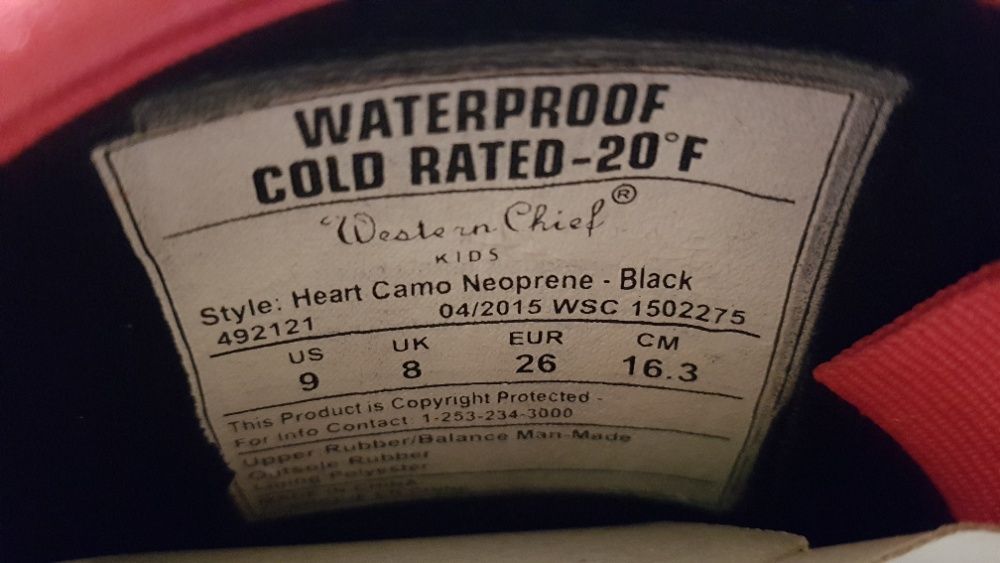 WATERPROOF
COLD RATED-20°F
Western Chief®
KIDS
Style: Heart Camo Neoprene - Black
492121 04/2015 WSC 1502275
US UK EUR CM
9 8 26 16.3
This Product is Copyright Protected -
For Info Contact: 1-253-234-3000
Upper Rubber/Balance Man-Made
Outsole Rubber
Lining Polyester